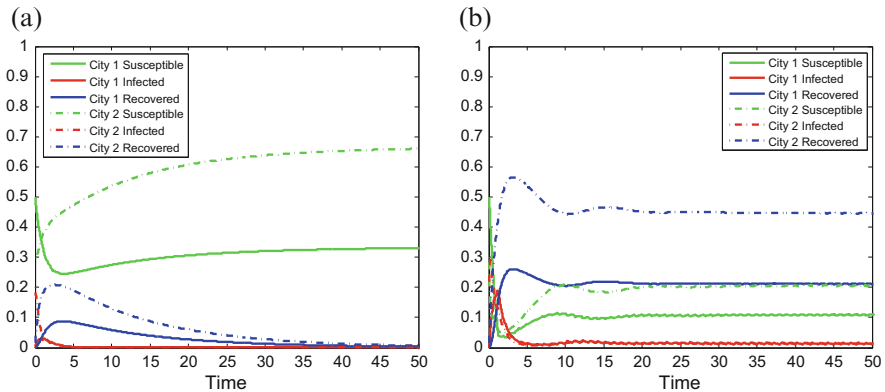 (a)
1
0.9
0.8
0.7
0.6
0.5
0.4
0.3
0.2
0.1
0
City 1 Susceptible
City 1 Infected
City 1 Recovered
City 2 Susceptible
City 2 Infected
City 2 Recovered
0 5 10 15 20 25 30 35 40 45 50
Time
(b)
1
0.9
0.8
0.7
0.6
0.5
0.4
0.3
0.2
0.1
0
City 1 Susceptible
City 1 Infected
City 1 Recovered
City 2 Susceptible
City 2 Infected
City 2 Recovered
0 5 10 15 20 25 30 35 40 45 50
Time